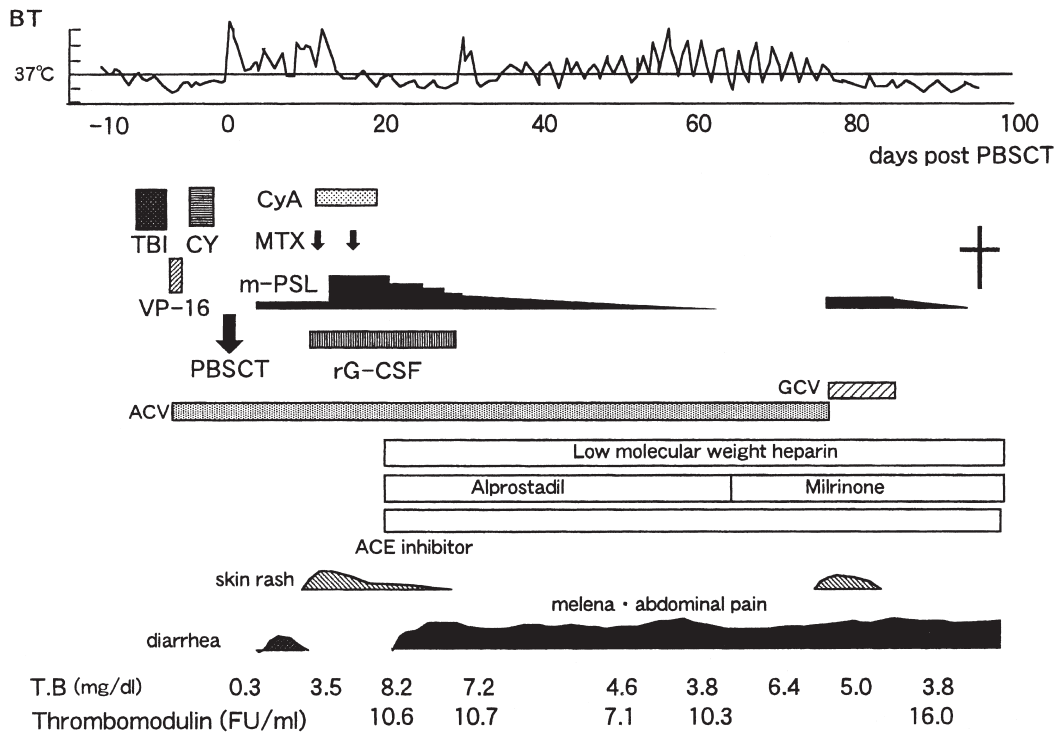 BT
37°C
-10 0 20 40 60 80 100
days post PBSCT
CyA
TBI CY MTX
m-PSL
VP-16
PBSCT rG-CSF
GCV
ACV
Low molecular weight heparin
Alprostadil Milrinone
ACE inhibitor
skin rash
melena・abdominal pain
diarrhea
T.B (mg/dl) 0.3 3.5 8.2 7.2 4.6 3.8 6.4 5.0 3.8
Thrombomodulin (FU/ml) 10.6 10.7 7.1 10.3 16.0